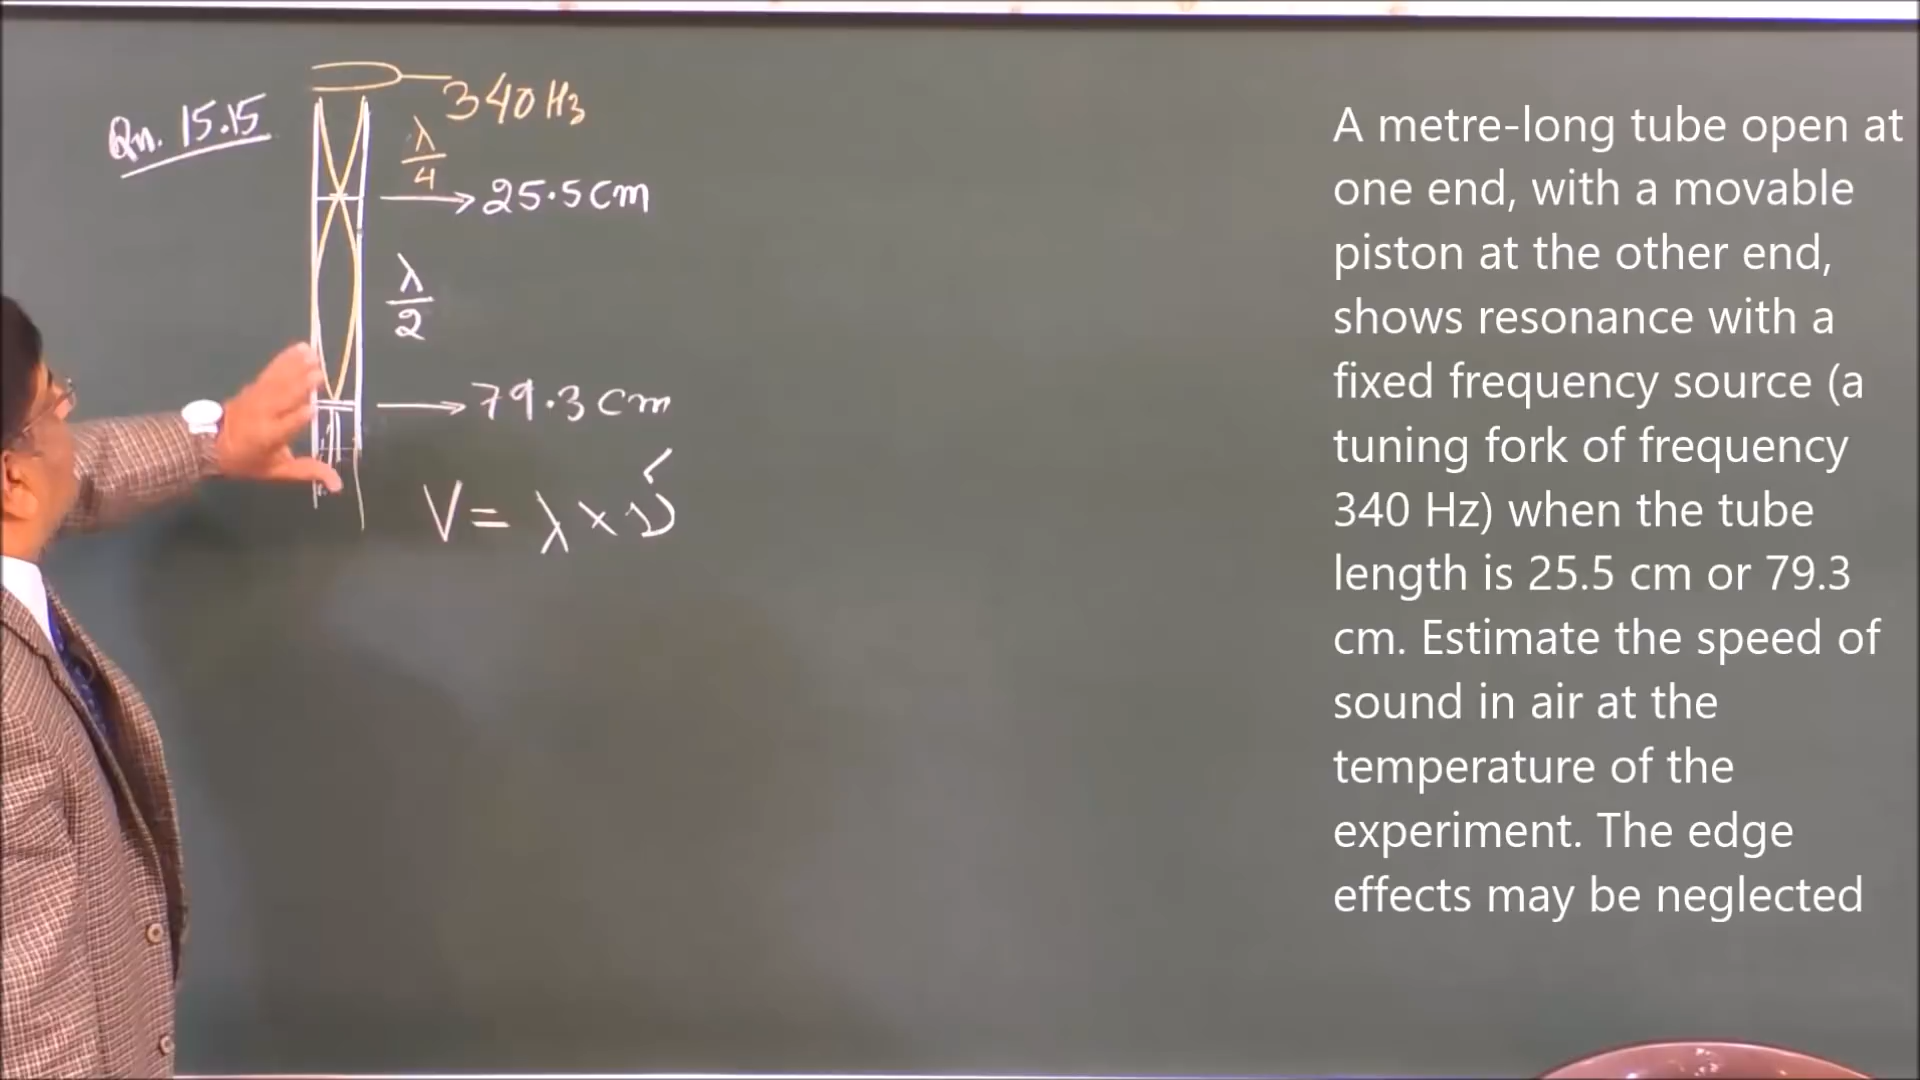 Qn. 15.15
340 Hz
λ/4
25.5 cm
λ/2
79.3 cm
V = λ × ν
A metre-long tube open at
one end, with a movable
piston at the other end,
shows resonance with a
fixed frequency source (a
tuning fork of frequency
340 Hz) when the tube
length is 25.5 cm or 79.3
cm. Estimate the speed of
sound in air at the
temperature of the
experiment. The edge
effects may be neglected